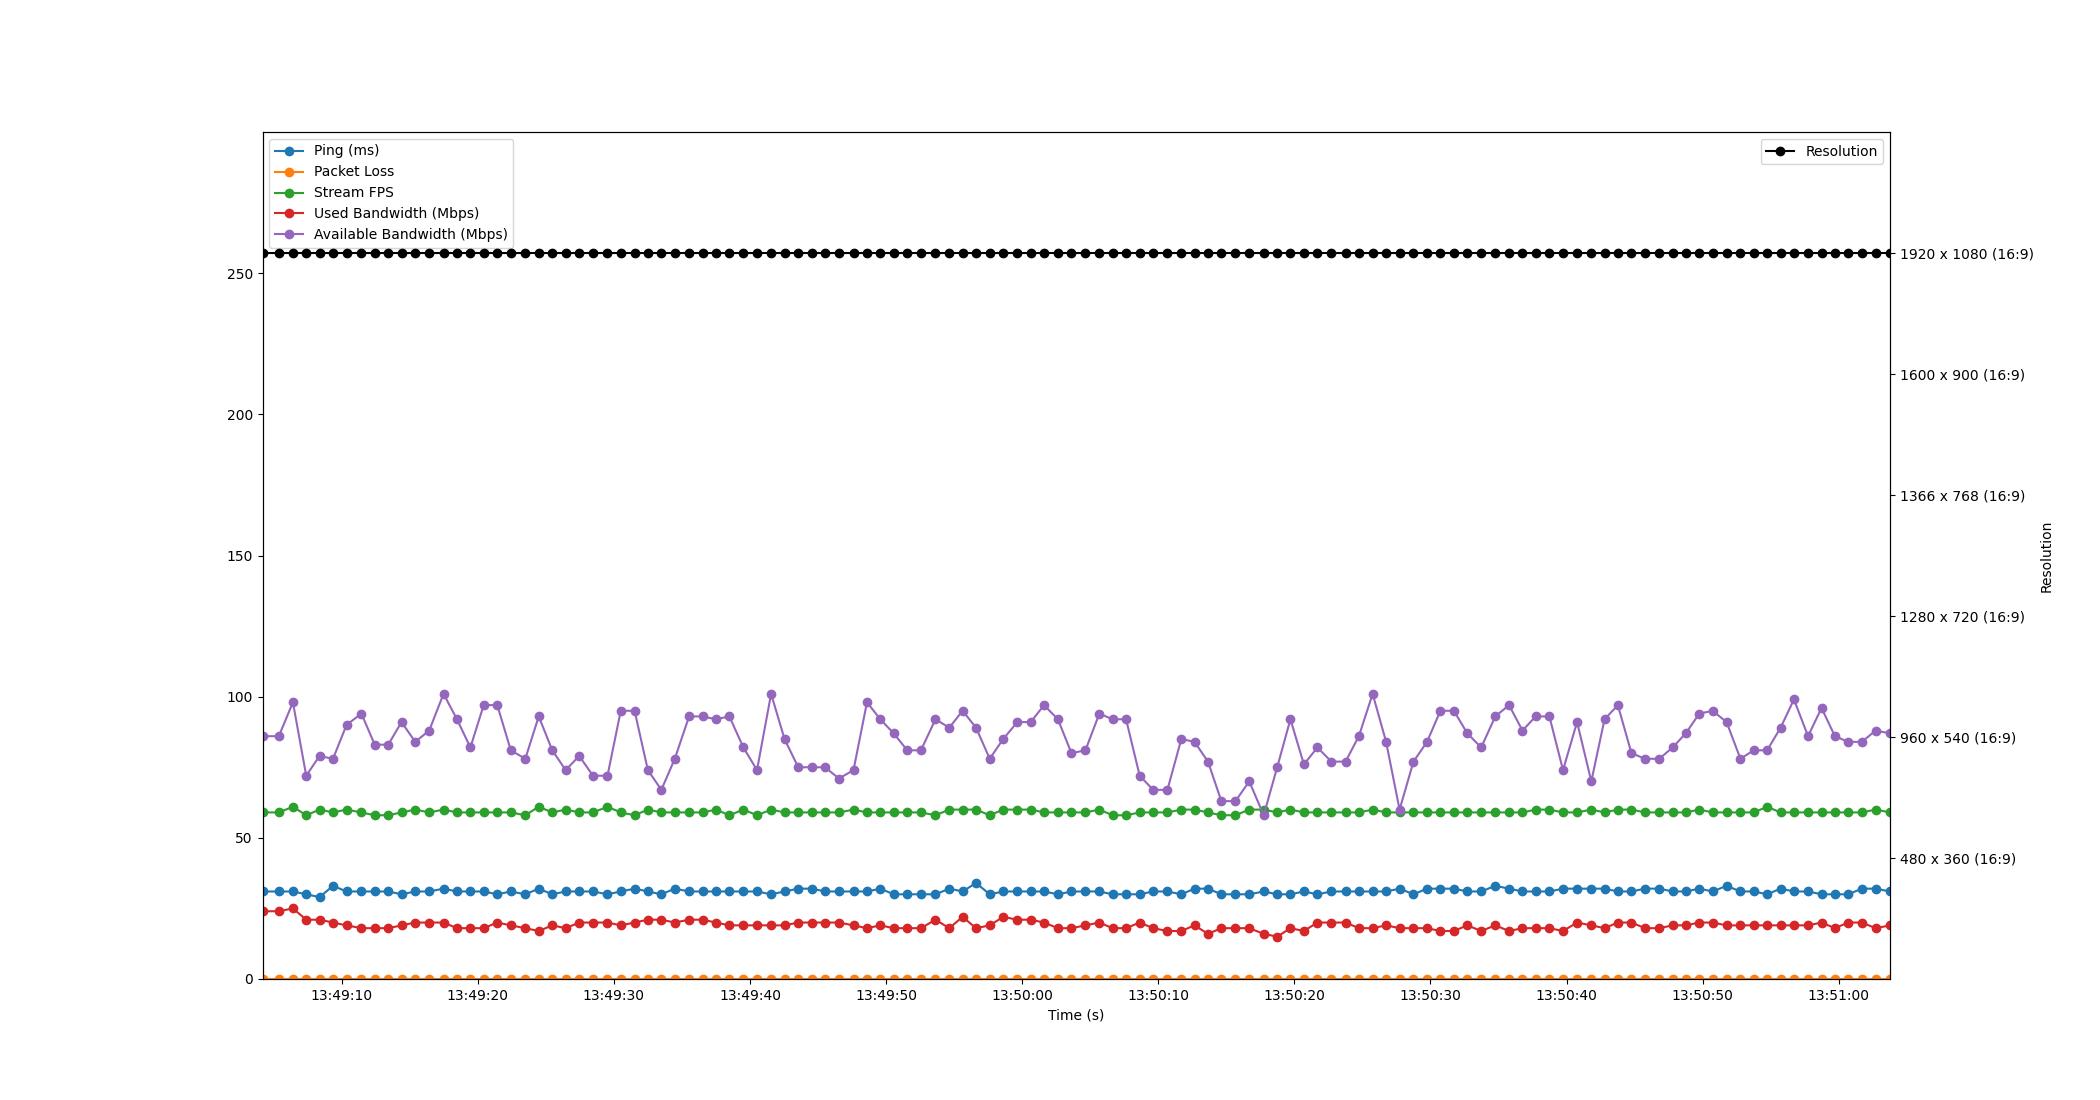 Ping (ms)
Packet Loss
Stream FPS
Used Bandwidth (Mbps)
Available Bandwidth (Mbps)
Resolution
250
200
150
100
50
0
1920 x 1080 (16:9)
1600 x 900 (16:9)
1366 x 768 (16:9)
1280 x 720 (16:9)
960 x 540 (16:9)
480 x 360 (16:9)
Resolution
13:49:10 13:49:20 13:49:30 13:49:40 13:49:50 13:50:00 13:50:10 13:50:20 13:50:30 13:50:40 13:50:50 13:51:00
Time (s)